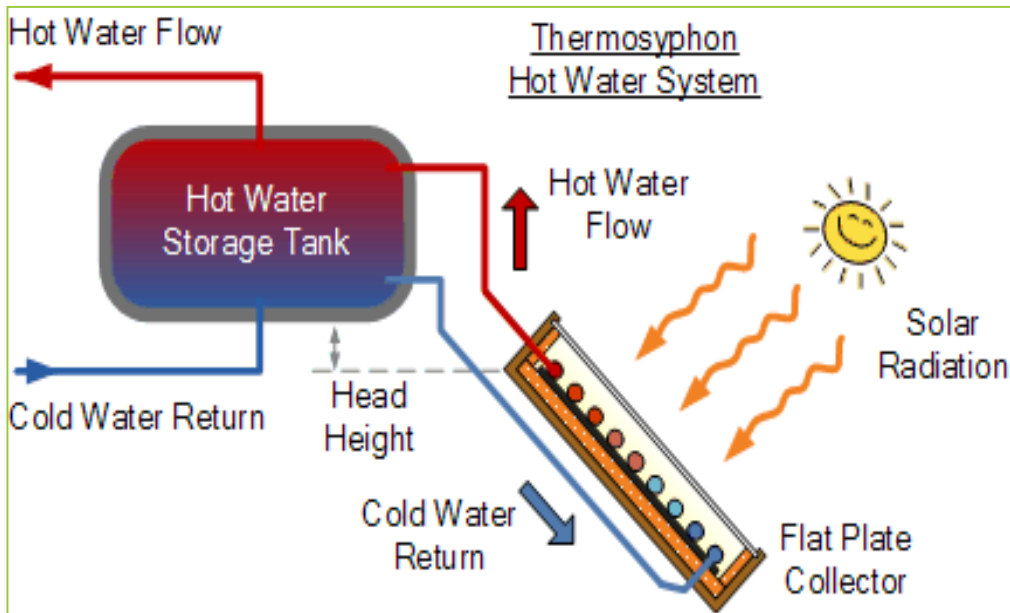 Hot Water Flow
Thermosyphon
Hot Water System
Hot Water
Storage Tank
Hot Water
Flow
Solar
Radiation
Cold Water Return
Head
Height
Cold Water
Return
Flat Plate
Collector